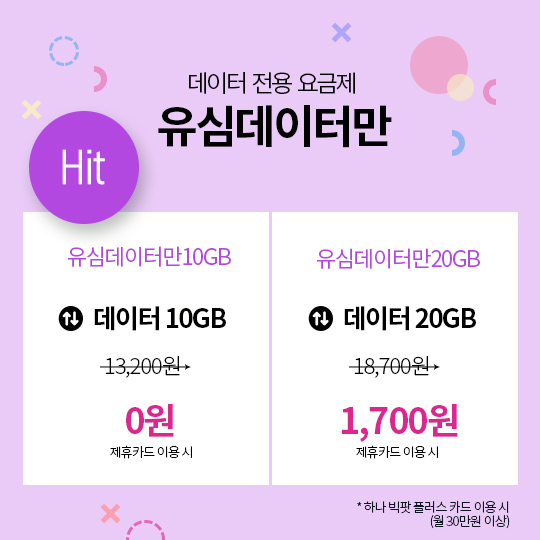 데이터 전용 요금제
유심데이터만
Hit
유심데이터만10GB
데이터 10GB
13,200원
0원
제휴카드 이용 시
유심데이터만20GB
데이터 20GB
18,700원
1,700원
제휴카드 이용 시
* 하나 빅팟 플러스 카드 이용 시
(월 30만원 이상)